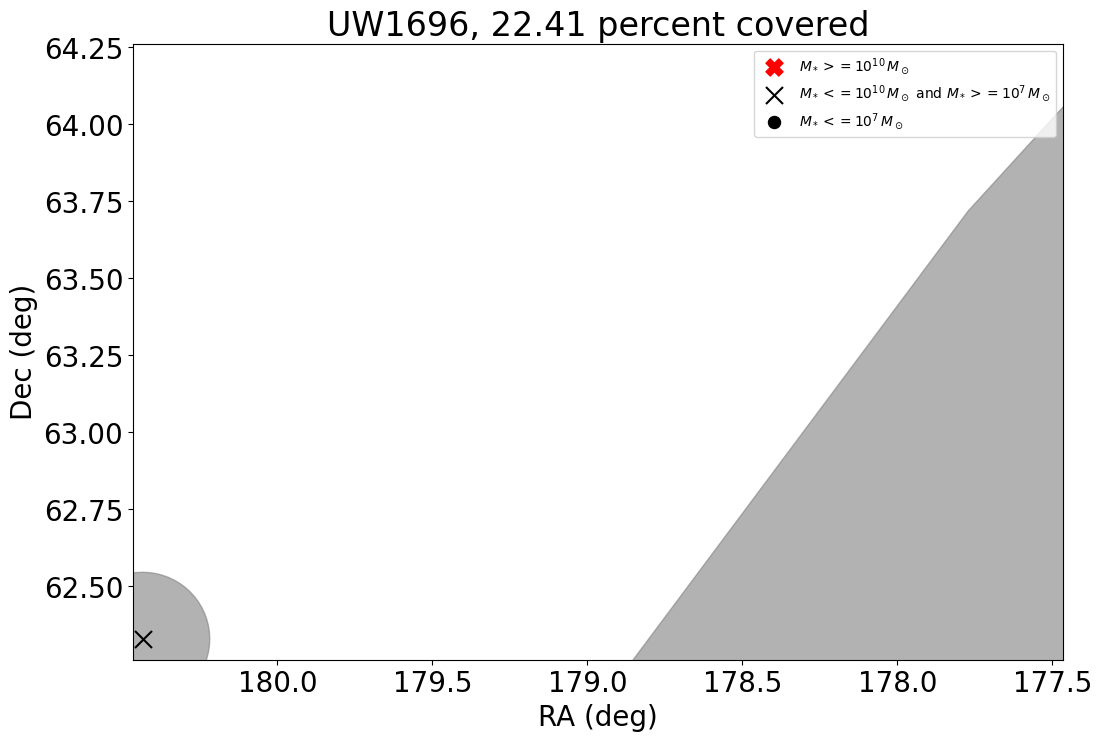 UW1696, 22.41 percent covered
M* >= 10^10 M⊙
M* <= 10^10 M⊙ and M* >= 10^7 M⊙
M* <= 10^7 M⊙
64.25
64.00
63.75
63.50
63.25
63.00
62.75
62.50
Dec (deg)
180.0 179.5 179.0 178.5 178.0 177.5
RA (deg)